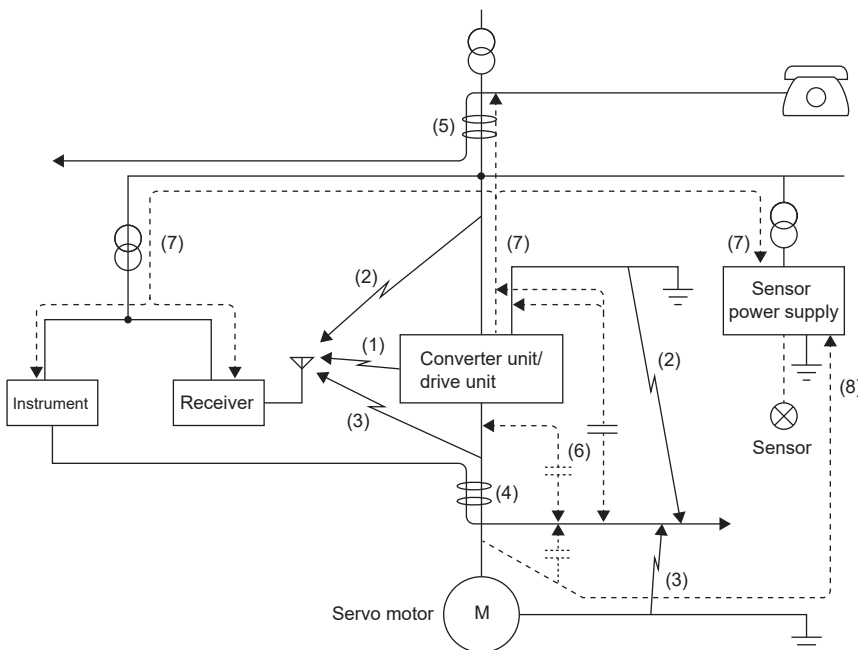 (5)
(7)
(7)
(7)
(2)
Sensor
power supply
(1)
Converter unit/
drive unit
(2)
Instrument
Receiver
(8)
(3)
(6)
Sensor
(4)
(3)
Servo motor
M